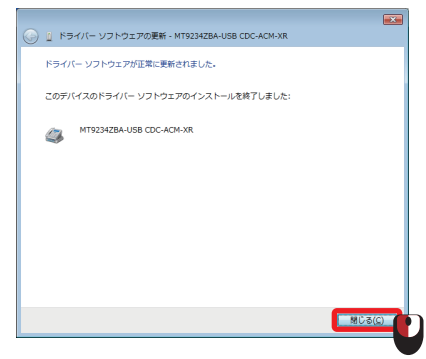 ドライバー ソフトウェアの更新 - MT9234ZBA-USB CDC-ACM-XR
ドライバー ソフトウェアが正常に更新されました。
このデバイスのドライバー ソフトウェアのインストールを終了しました:
MT9234ZBA-USB CDC-ACM-XR
閉じる(C)